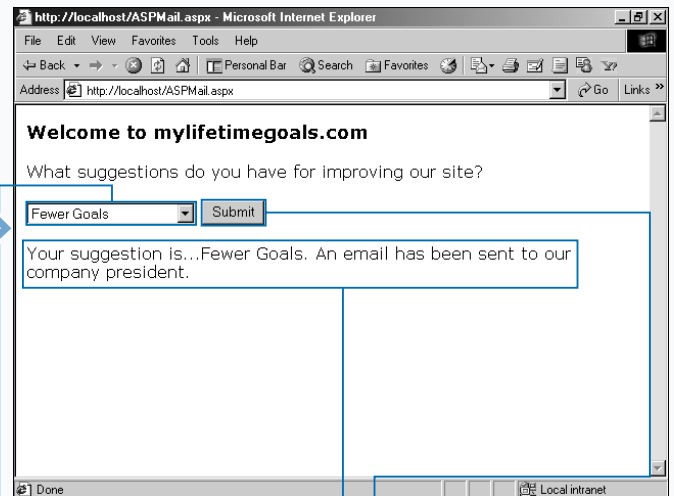 http://localhost/ASPMail.aspx - Microsoft Internet Explorer
File Edit View Favorites Tools Help
Back Personal Bar Search Favorites
Address http://localhost/ASPMail.aspx Go Links »
Welcome to mylifetimegoals.com
What suggestions do you have for improving our site?
Fewer Goals Submit
Your suggestion is...Fewer Goals. An email has been sent to our
company president.
Done Local intranet